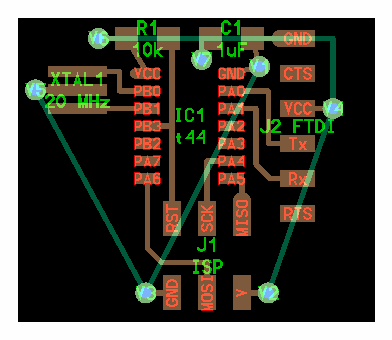 R1
C1
10k
1uF
GND
XTAL1
20 MHz
VCC
PB0
PB1
PB3
PB2
PA7
PA6
IC1
t44
GND
PA0
PA1
PA2
PA3
PA4
PA5
CTS
VCC
J2 FTDI
Tx
Rx
RTS
RST
SCK
MISO
J1
ISP
GND
MOSI
V